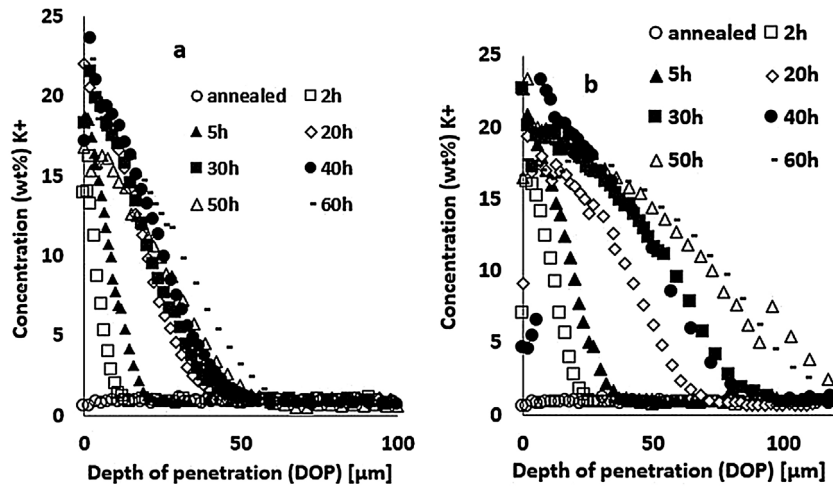 a
annealed 2h
5h 20h
30h 40h
50h 60h
25
20
15
10
5
0
0 50 100
Concentration (wt%) K+
Depth of penetration (DOP) [µm]
b
annealed 2h
5h 20h
30h 40h
50h 60h
25
20
15
10
5
0
0 50 100
Concentration (wt%) K+
Depth of penetration (DOP) [µm]